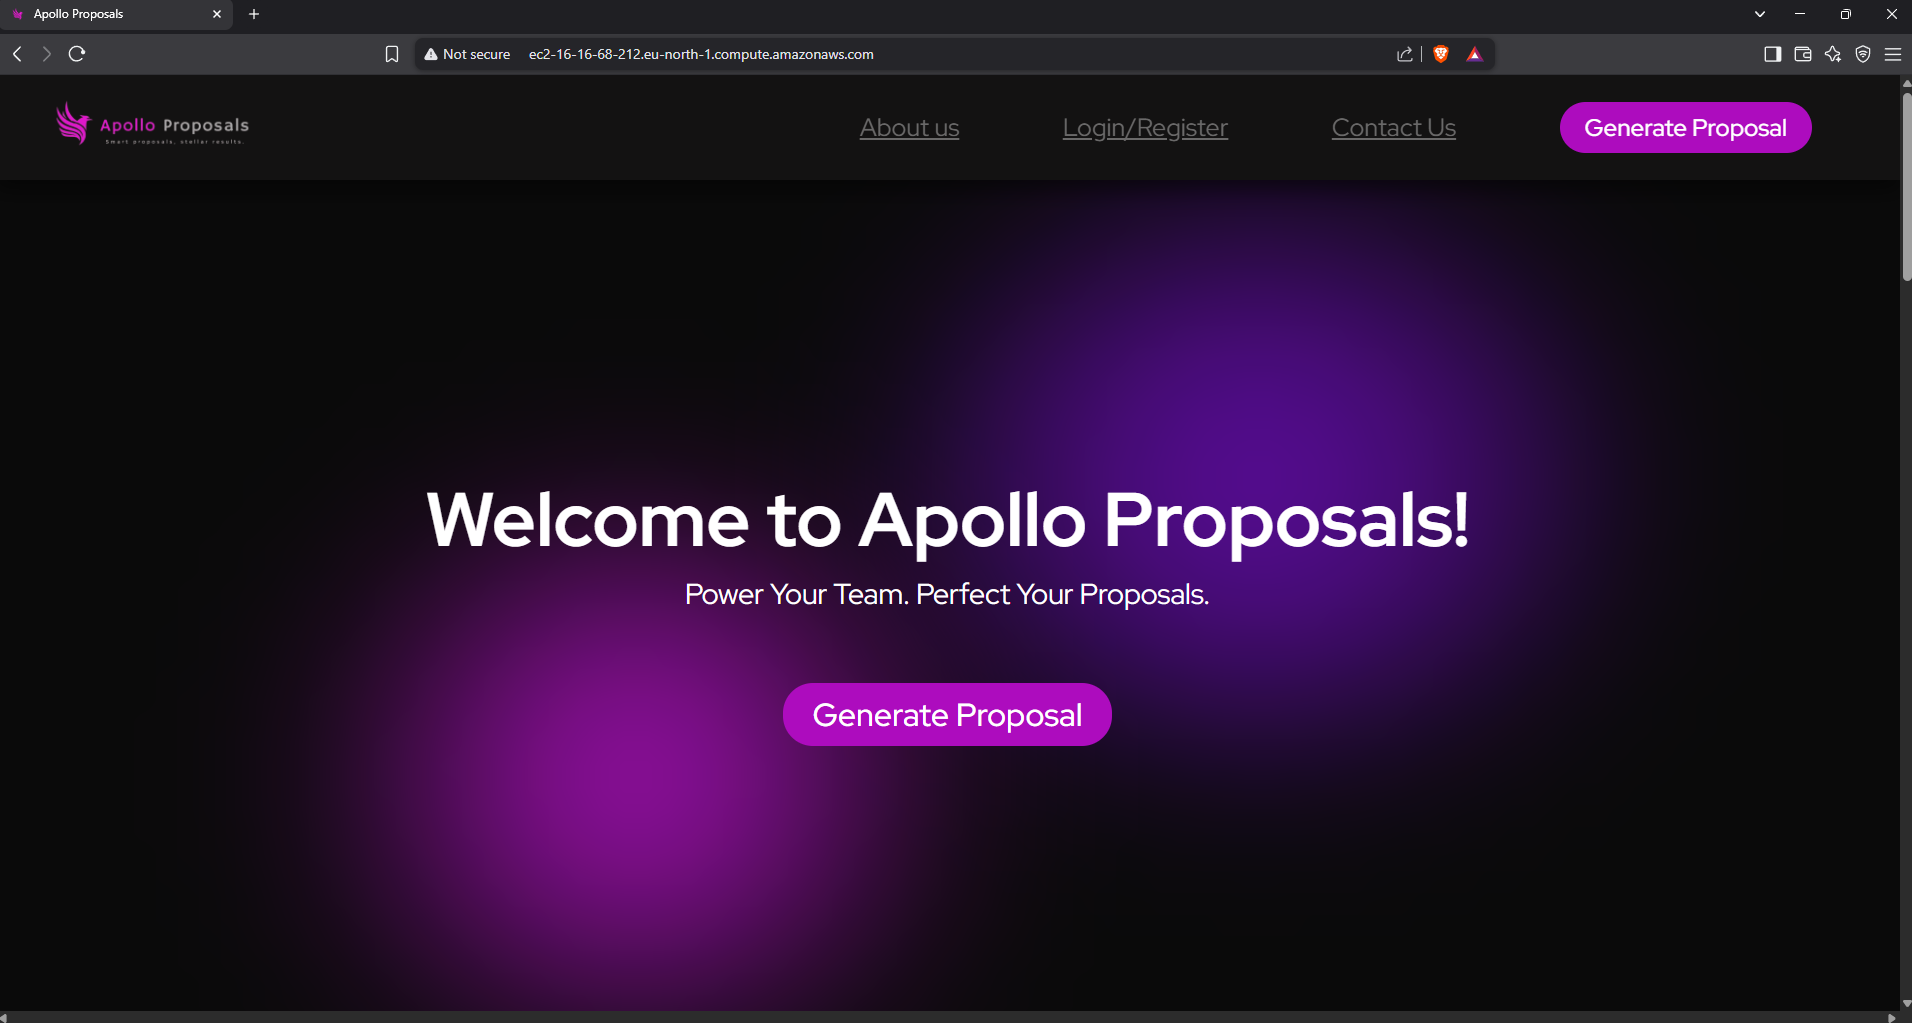 Apollo Proposals
Not secure ec2-16-16-68-212.eu-north-1.compute.amazonaws.com
Apollo Proposals
Smart proposals, stellar results.
About us
Login/Register
Contact Us
Generate Proposal
Welcome to Apollo Proposals!
Power Your Team. Perfect Your Proposals.
Generate Proposal